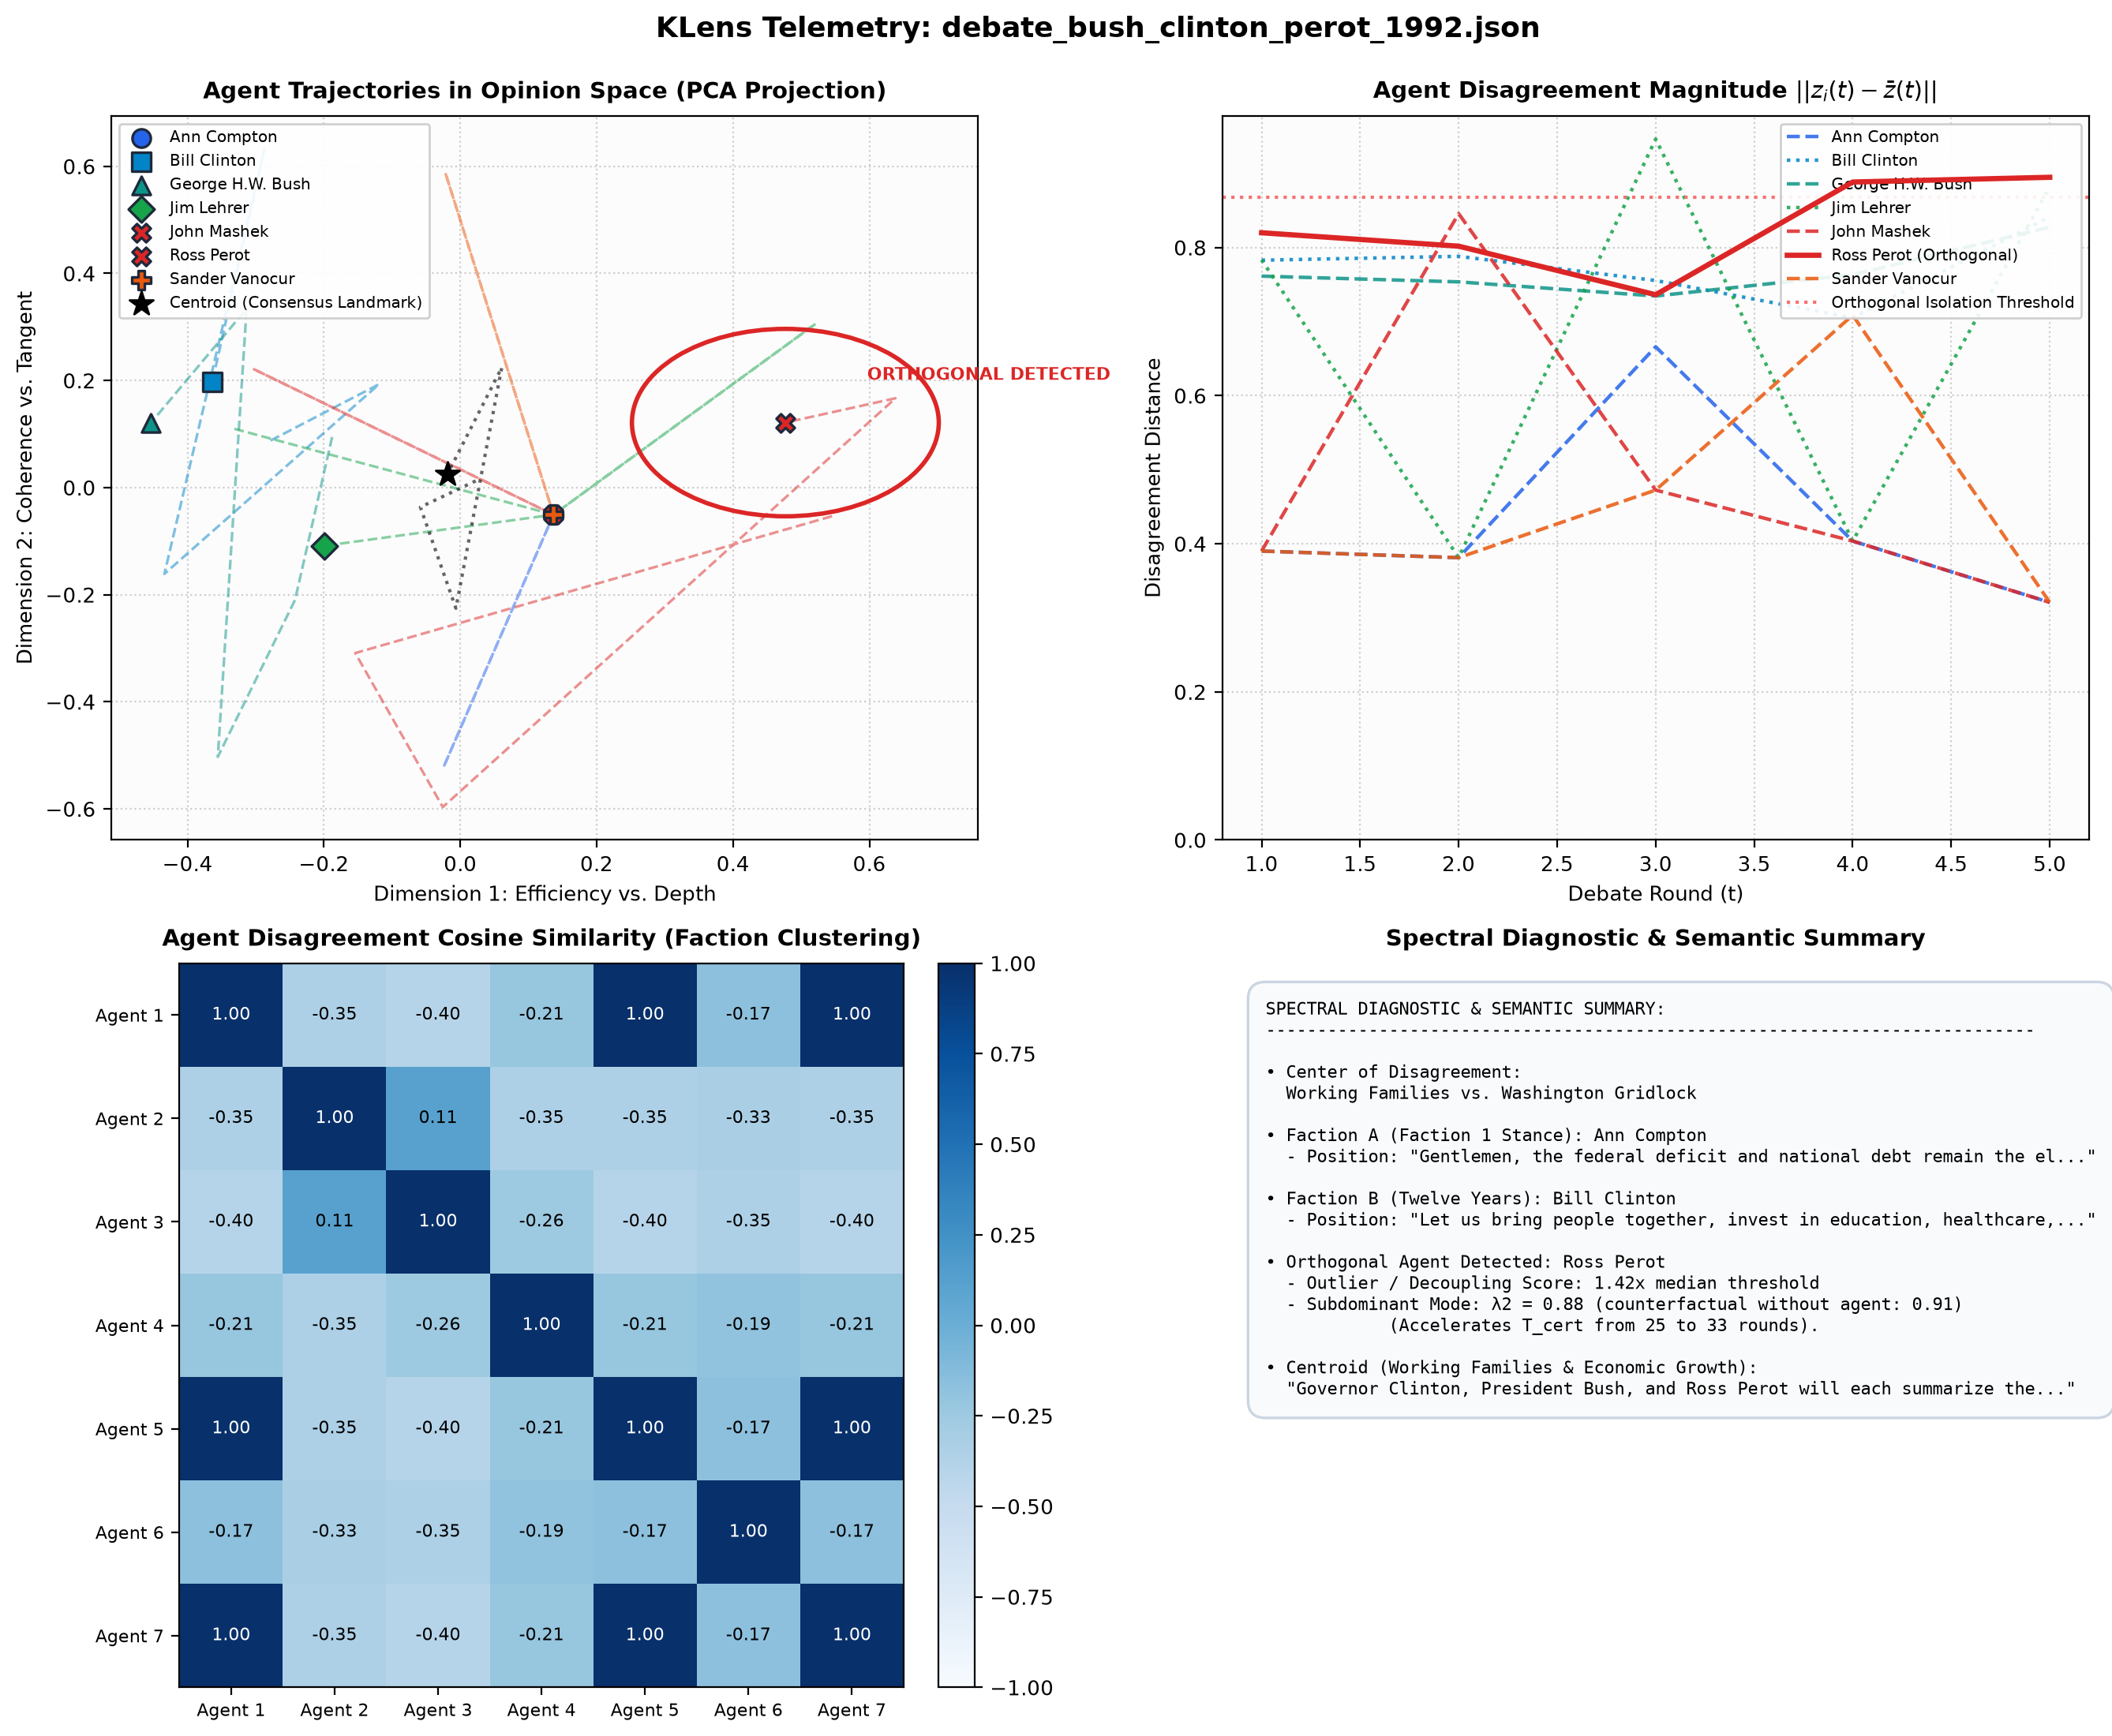 KLens Telemetry: debate_bush_clinton_perot_1992.json
Agent Trajectories in Opinion Space (PCA Projection)
Ann Compton
Bill Clinton
George H.W. Bush
Jim Lehrer
John Mashek
Ross Perot
Sander Vanocur
Centroid (Consensus Landmark)
ORTHOGONAL DETECTED
0.6
0.4
0.2
0.0
−0.2
−0.4
−0.6
Dimension 2: Coherence vs. Tangent
−0.4 −0.2 0.0 0.2 0.4 0.6
Dimension 1: Efficiency vs. Depth
Agent Disagreement Magnitude ||zᵢ(t) − z̄(t)||
Ann Compton
Bill Clinton
George H.W. Bush
Jim Lehrer
John Mashek
Ross Perot (Orthogonal)
Sander Vanocur
Orthogonal Isolation Threshold
0.8
0.6
0.4
0.2
0.0
Disagreement Distance
1.0 1.5 2.0 2.5 3.0 3.5 4.0 4.5 5.0
Debate Round (t)
Agent Disagreement Cosine Similarity (Faction Clustering)
Agent 1 1.00 -0.35 -0.40 -0.21 1.00 -0.17 1.00
Agent 2 -0.35 1.00 0.11 -0.35 -0.35 -0.33 -0.35
Agent 3 -0.40 0.11 1.00 -0.26 -0.40 -0.35 -0.40
Agent 4 -0.21 -0.35 -0.26 1.00 -0.21 -0.19 -0.21
Agent 5 1.00 -0.35 -0.40 -0.21 1.00 -0.17 1.00
Agent 6 -0.17 -0.33 -0.35 -0.19 -0.17 1.00 -0.17
Agent 7 1.00 -0.35 -0.40 -0.21 1.00 -0.17 1.00
Agent 1 Agent 2 Agent 3 Agent 4 Agent 5 Agent 6 Agent 7
1.00
0.75
0.50
0.25
0.00
−0.25
−0.50
−0.75
−1.00
Spectral Diagnostic & Semantic Summary
SPECTRAL DIAGNOSTIC & SEMANTIC SUMMARY:
---------------------------------------------------------------------------
• Center of Disagreement:
Working Families vs. Washington Gridlock
• Faction A (Faction 1 Stance): Ann Compton
- Position: "Gentlemen, the federal deficit and national debt remain the el..."
• Faction B (Twelve Years): Bill Clinton
- Position: "Let us bring people together, invest in education, healthcare,..."
• Orthogonal Agent Detected: Ross Perot
- Outlier / Decoupling Score: 1.42x median threshold
- Subdominant Mode: λ2 = 0.88 (counterfactual without agent: 0.91)
(Accelerates T_cert from 25 to 33 rounds).
• Centroid (Working Families & Economic Growth):
"Governor Clinton, President Bush, and Ross Perot will each summarize the..."